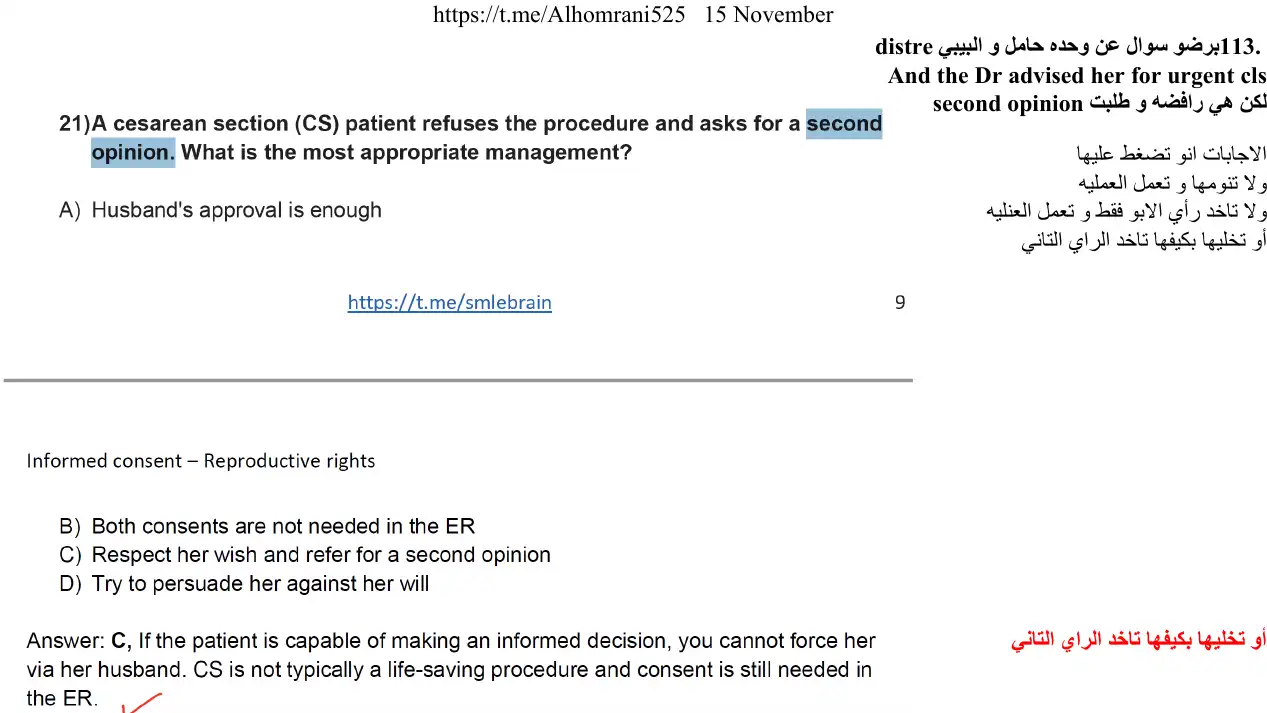 https://t.me/Alhomrani525 15 November
113.برضو سوال عن وحده حامل و البيبي distre
And the Dr advised her for urgent cls
لكن هي رافضه و طلبت second opinion
21)A cesarean section (CS) patient refuses the procedure and asks for a second
opinion. What is the most appropriate management?
الاجابات انو تضغط عليها
ولا تنومها و تعمل العمليه
ولا تاخد رأي الابو فقط و تعمل العنليه
أو تخليها بكيفها تاخد الراي التاني
A) Husband's approval is enough
https://t.me/smlebrain 9
Informed consent – Reproductive rights
B) Both consents are not needed in the ER
C) Respect her wish and refer for a second opinion
D) Try to persuade her against her will
Answer: C, If the patient is capable of making an informed decision, you cannot force her
via her husband. CS is not typically a life-saving procedure and consent is still needed in
the ER.
أو تخليها بكيفها تاخد الراي التاني